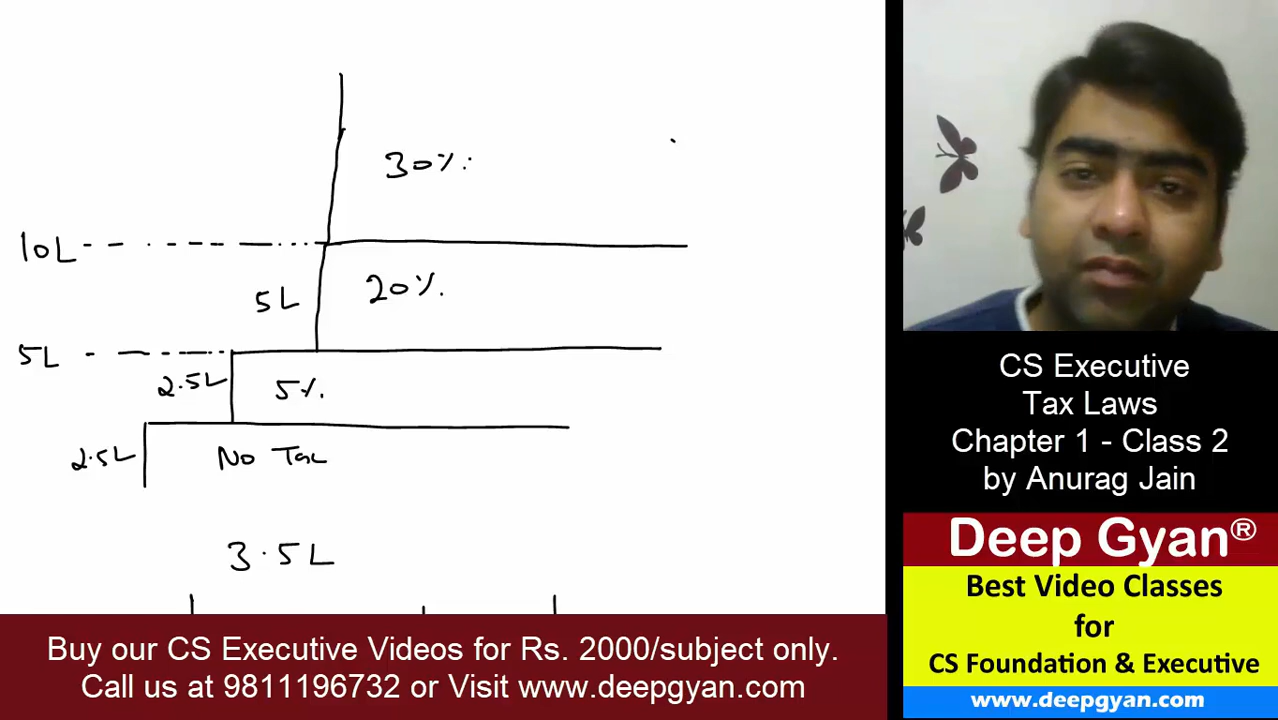 30%
10L
5L 20%
5L
2.5L 5%
2.5L No Tax
3.5L
CS Executive
Tax Laws
Chapter 1 - Class 2
by Anurag Jain
Deep Gyan®
Best Video Classes
for
CS Foundation & Executive
www.deepgyan.com
Buy our CS Executive Videos for Rs. 2000/subject only.
Call us at 9811196732 or Visit www.deepgyan.com